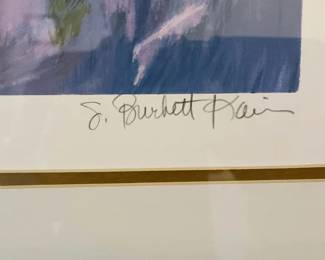 S. Burkett Kaiser